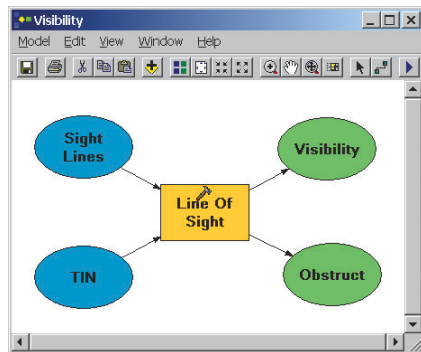 Visibility
Model Edit View Window Help
Sight
Lines
Visibility
Line Of
Sight
TIN
Obstruct